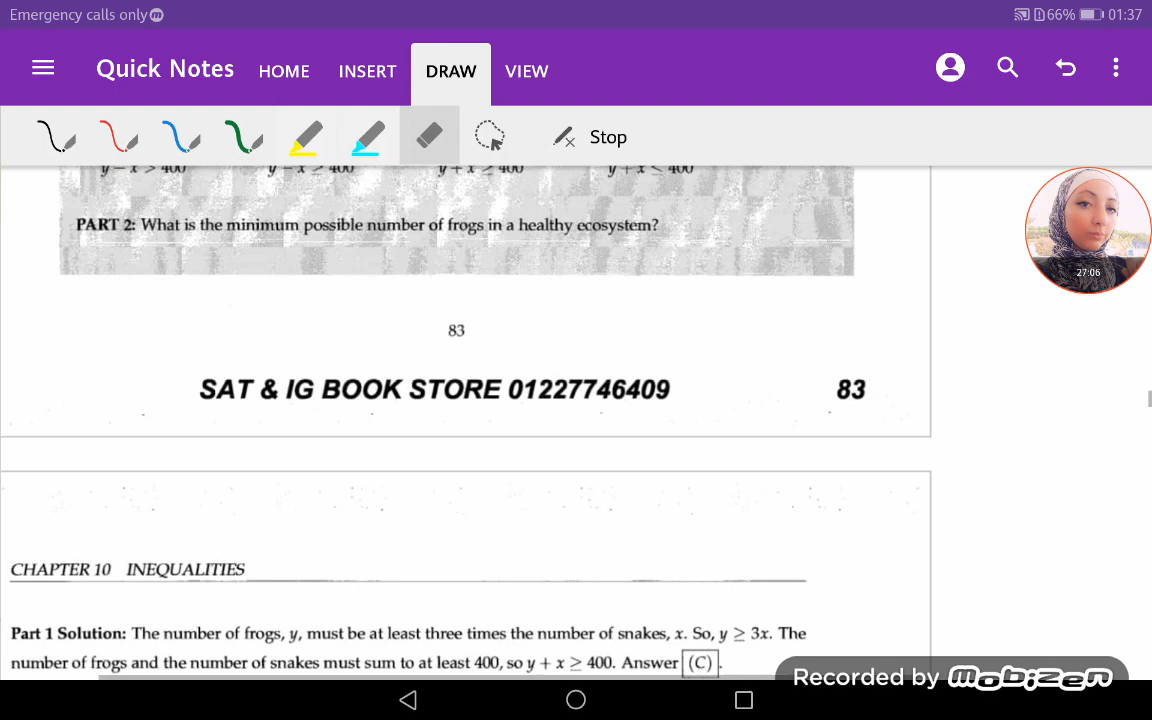 Emergency calls only m
66% 01:37
Quick Notes HOME INSERT DRAW VIEW
Stop
y − x > 400 y − x ≥ 400 y + x ≥ 400 y + x ≤ 400
PART 2: What is the minimum possible number of frogs in a healthy ecosystem?
27:06
83
SAT & IG BOOK STORE 01227746409 83
CHAPTER 10 INEQUALITIES
Part 1 Solution: The number of frogs, y, must be at least three times the number of snakes, x. So, y ≥ 3x. The
number of frogs and the number of snakes must sum to at least 400, so y + x ≥ 400. Answer (C).
Recorded by mobizen